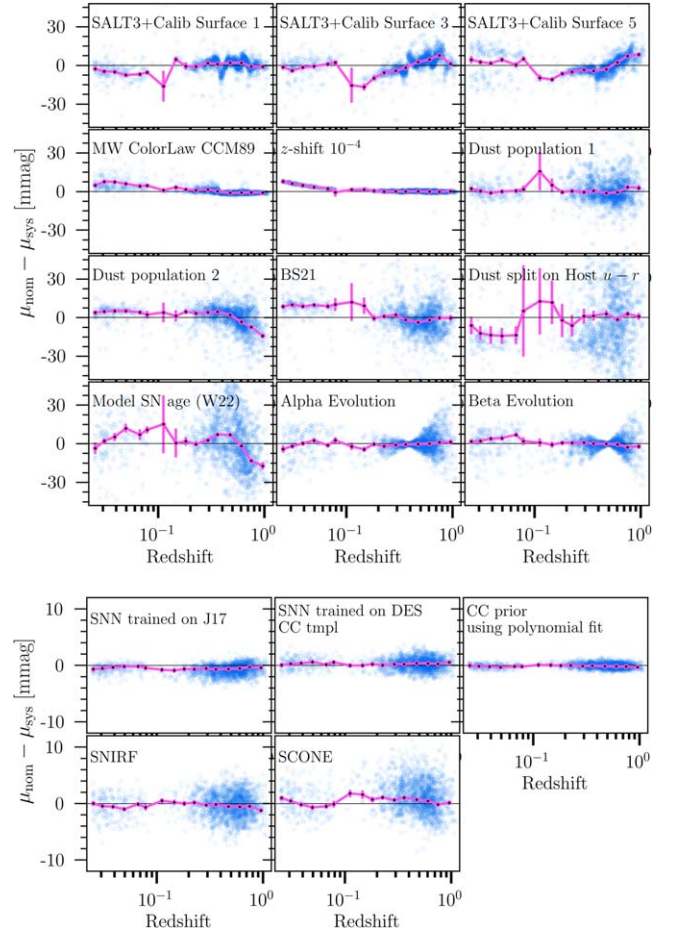 SALT3+Calib Surface 1 SALT3+Calib Surface 3 SALT3+Calib Surface 5
30
0
-30
MW ColorLaw CCM89 z-shift 10⁻⁴ Dust population 1
30
0
-30
Dust population 2 BS21 Dust split on Host u − r
30
0
-30
Model SN age (W22) Alpha Evolution Beta Evolution
30
0
-30
μnom − μsys [mmag]
10⁻¹ 10⁰ 10⁻¹ 10⁰ 10⁻¹ 10⁰
Redshift Redshift Redshift
10
SNN trained on J17 SNN trained on DES CC prior
CC tmpl using polynomial fit
0
-10
10⁻¹ 10⁰
Redshift
10
SNIRF SCONE
0
-10
μnom − μsys [mmag]
10⁻¹ 10⁰ 10⁻¹ 10⁰
Redshift Redshift